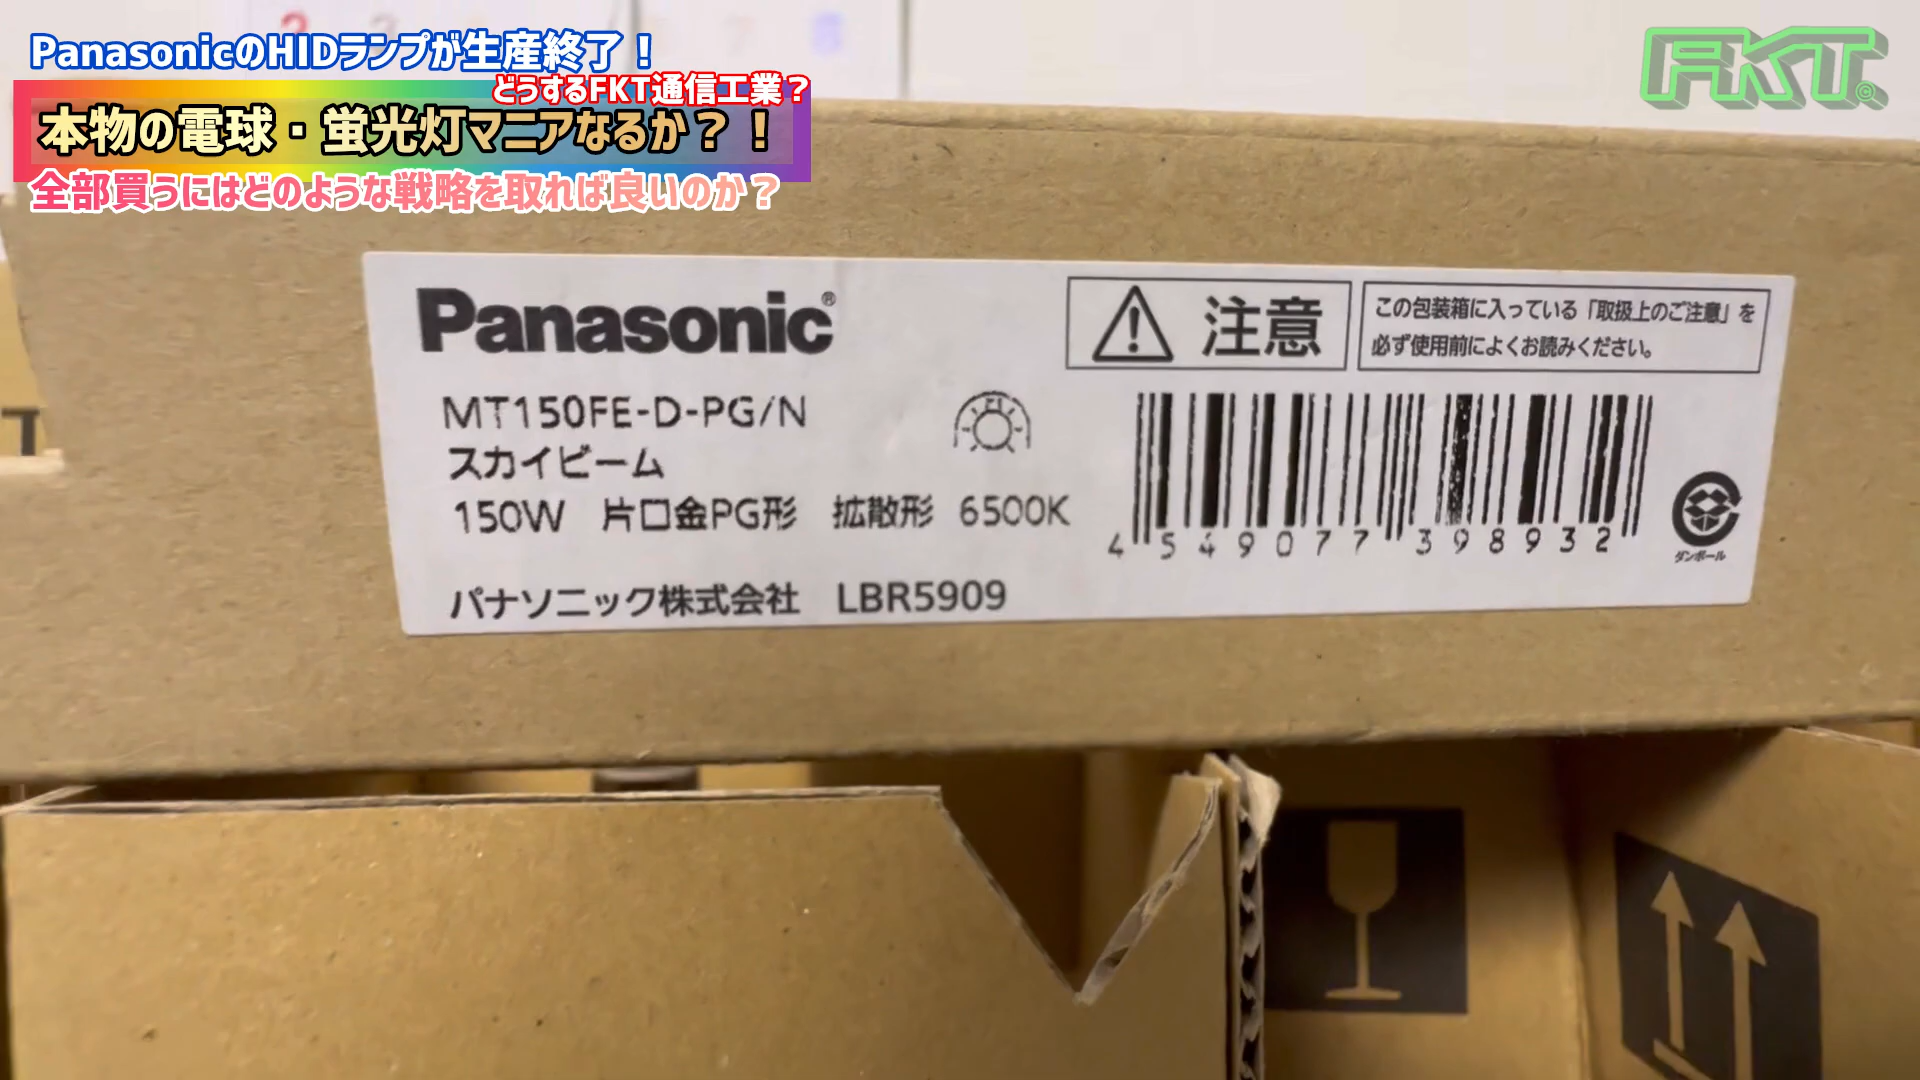 PanasonicのHIDランプが生産終了！
どうするFKT通信工業？
本物の電球・蛍光灯マニアなるか？！
全部買うにはどのような戦略を取れば良いのか？
FKT©
Panasonic®
注意
この包装箱に入っている「取扱上のご注意」を
必ず使用前によくお読みください。
MT150FE-D-PG/N
スカイビーム
150W 片口金PG形 拡散形 6500K
4549077398932
ダンボール
パナソニック株式会社 LBR5909